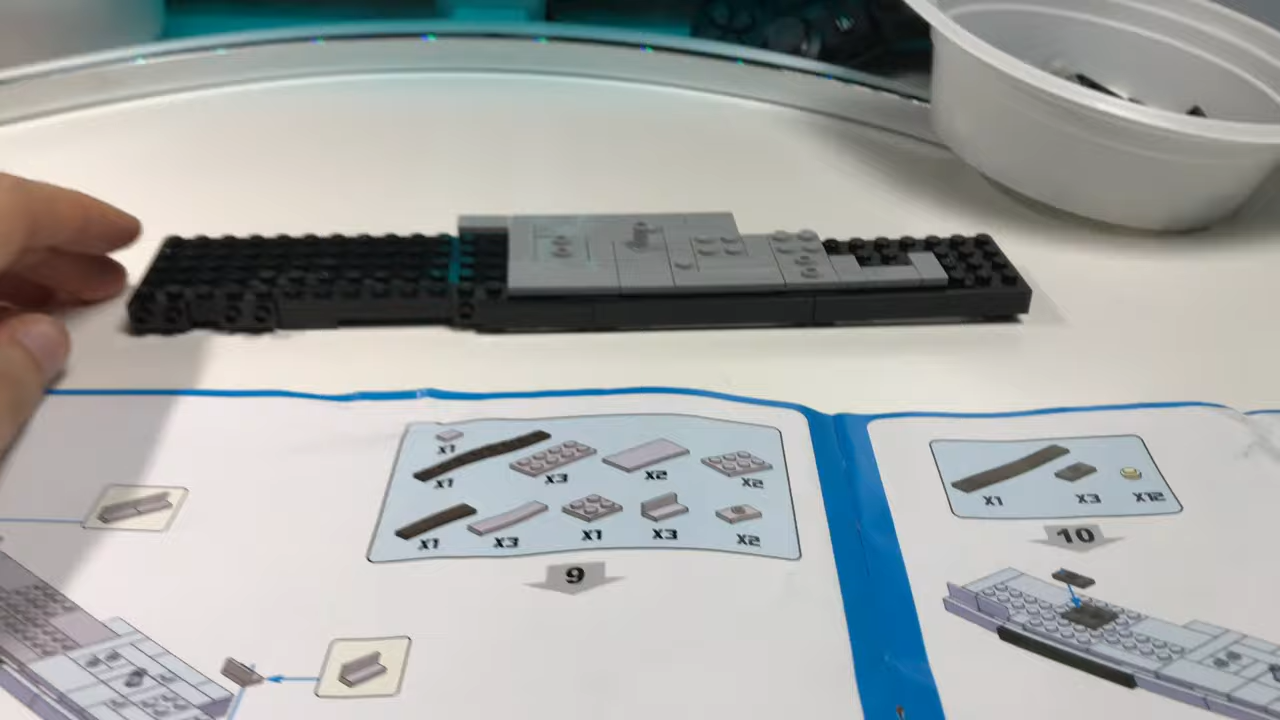 X1
X1 X3 X2 X2
X1 X3 X1 X3 X2
9
X1 X3 X12
10